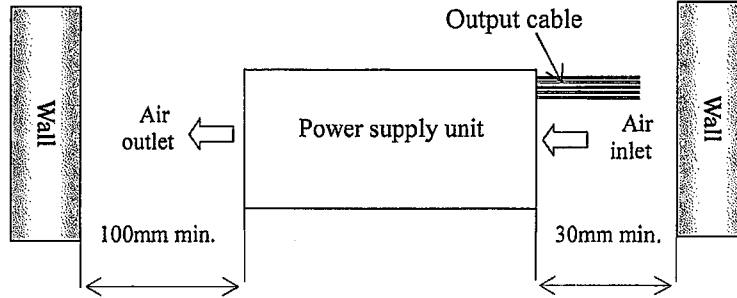 Output cable
Wall
Air
outlet
Power supply unit
Air
inlet
Wall
100mm min.
30mm min.